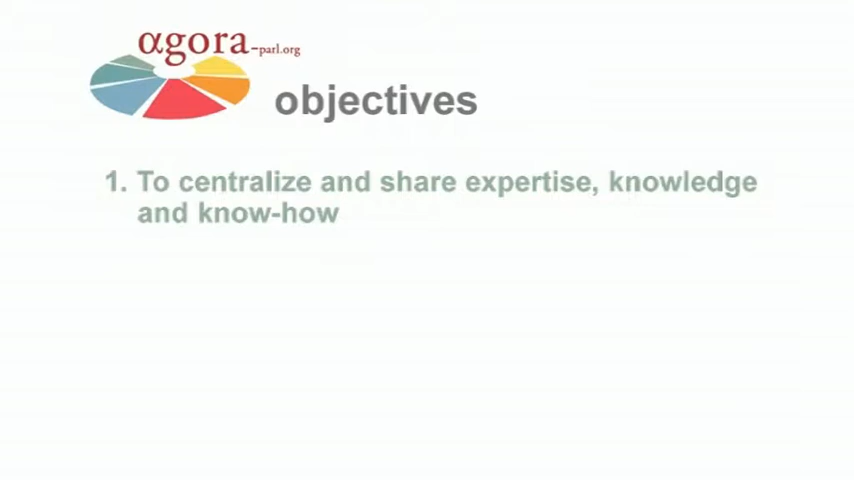 αgora-parl.org
objectives
1. To centralize and share expertise, knowledge
and know-how